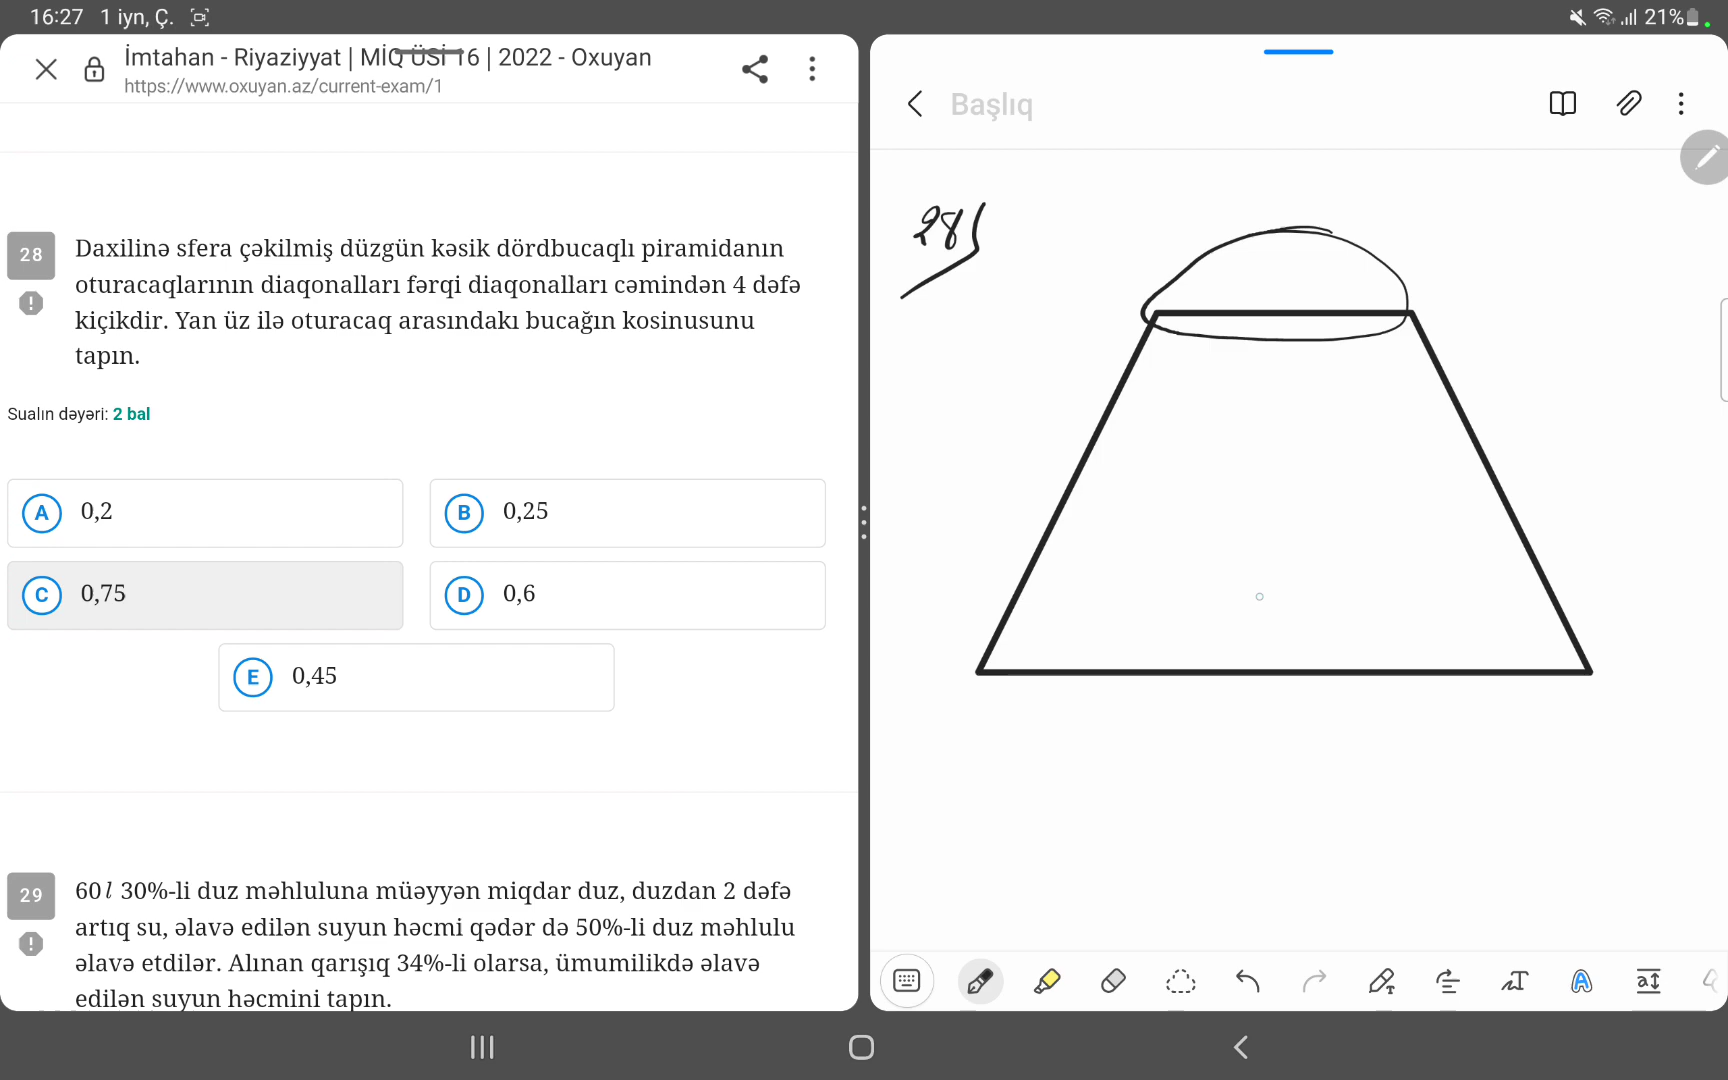 16:27 1 iyn, Ç.
21%
İmtahan - Riyaziyyat | MİQ ÜSİ 16 | 2022 - Oxuyan
https://www.oxuyan.az/current-exam/1
28
Daxilinə sfera çəkilmiş düzgün kəsik dördbucaqlı piramidanın
oturacaqlarının diaqonalları fərqi diaqonalları cəmindən 4 dəfə
kiçikdir. Yan üz ilə oturacaq arasındakı bucağın kosinusunu
tapın.
Sualın dəyəri: 2 bal
A 0,2
B 0,25
C 0,75
D 0,6
E 0,45
29
60 l 30%-li duz məhluluna müəyyən miqdar duz, duzdan 2 dəfə
artıq su, əlavə edilən suyun həcmi qədər də 50%-li duz məhlulu
əlavə etdilər. Alınan qarışıq 34%-li olarsa, ümumilikdə əlavə
edilən suyun həcmini tapın.
Başlıq
28